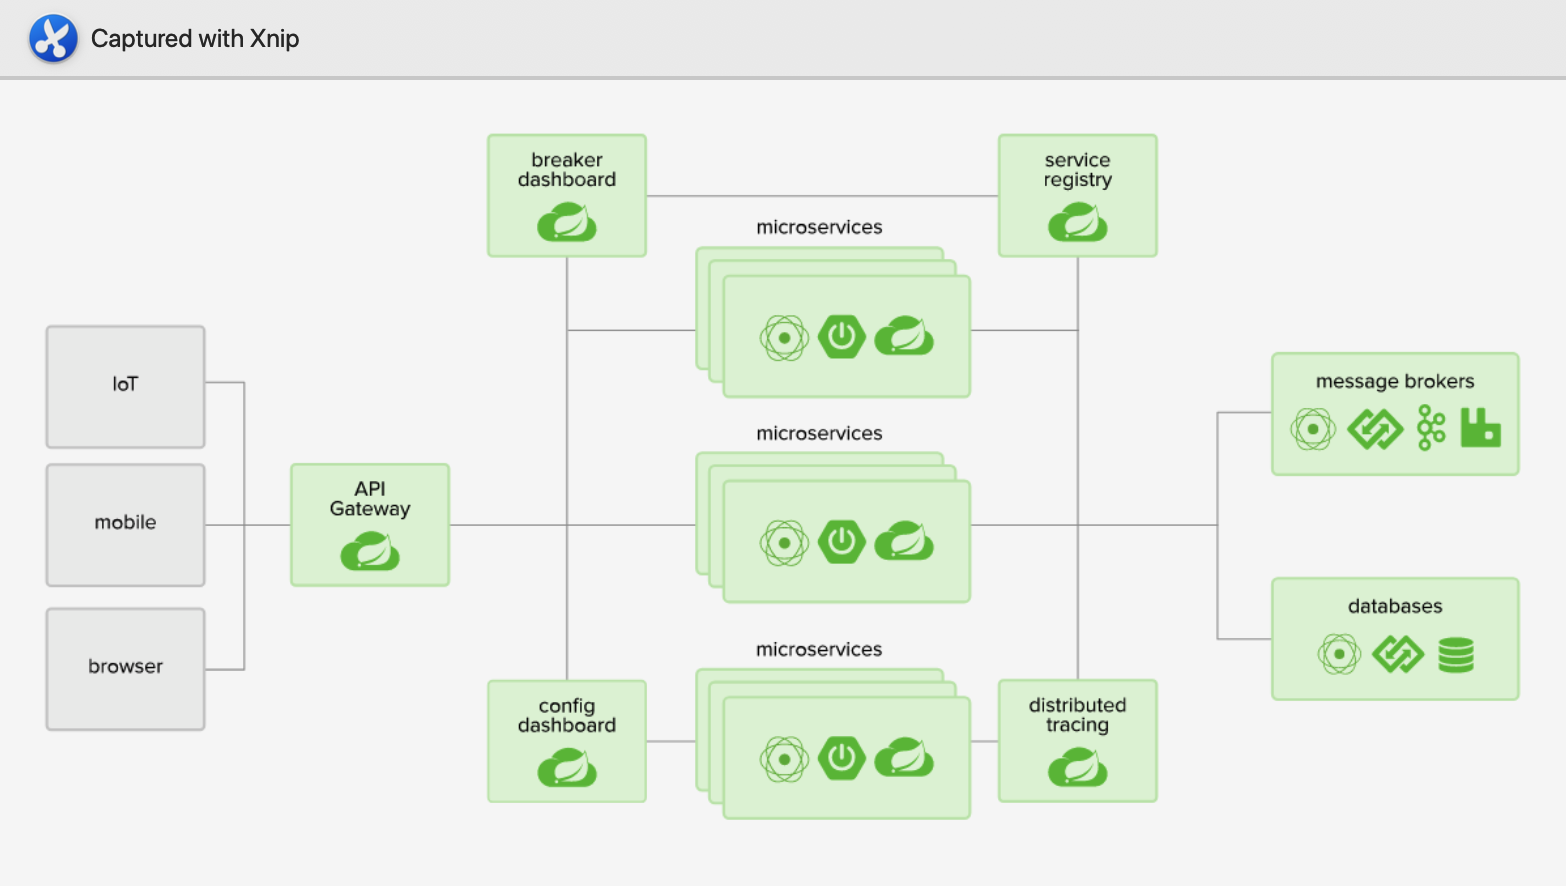 Captured with Xnip
breaker
dashboard
service
registry
microservices
IoT
message brokers
microservices
API
Gateway
mobile
databases
microservices
browser
config
dashboard
distributed
tracing